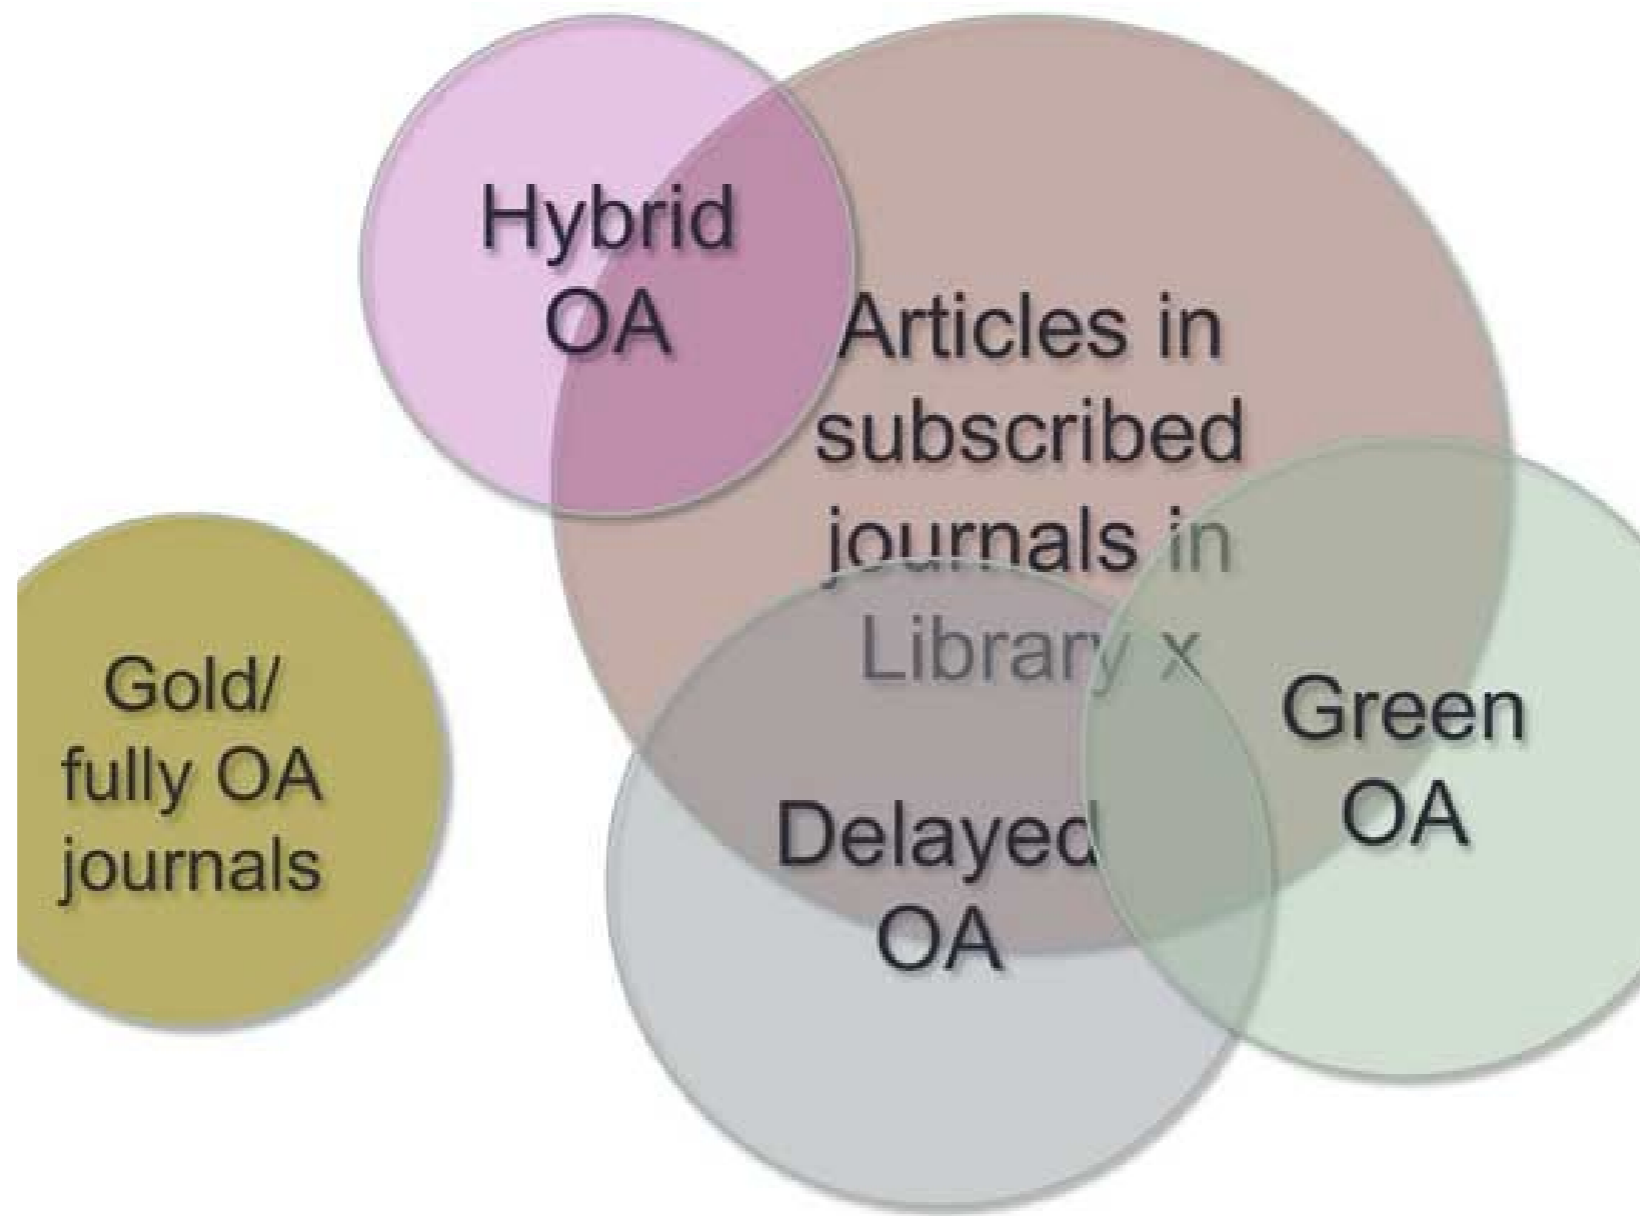 Hybrid
OA
Articles in
subscribed
journals in
Library x
Gold/
fully OA
journals
Green
OA
Delayed
OA